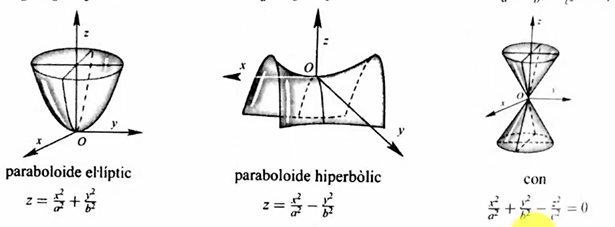 z
x
y
O
paraboloide el·líptic
z = x²/a² + y²/b²
z
x
O
y
paraboloide hiperbòlic
z = x²/a² - y²/b²
z
O
x
y
con
x²/a² + y²/b² - z²/c² = 0